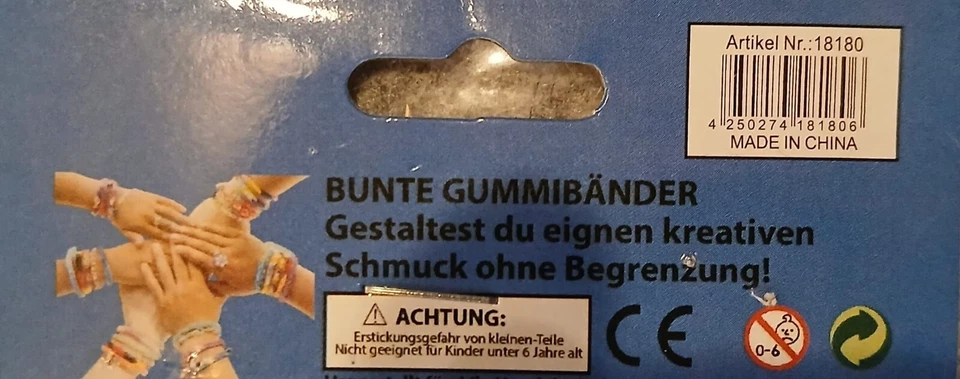 Artikel Nr.:18180
4 250274 181806
MADE IN CHINA
BUNTE GUMMIBÄNDER
Gestaltest du eignen kreativen
Schmuck ohne Begrenzung!
ACHTUNG:
Erstickungsgefahr von kleinen-Teile
Nicht geeignet für Kinder unter 6 Jahre alt
CE
0-6